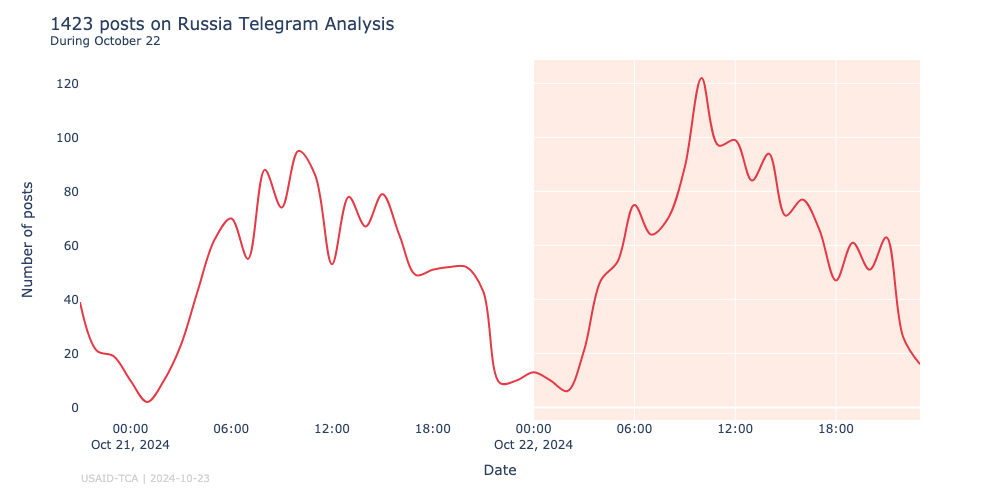 1423 posts on Russia Telegram Analysis
During October 22
Number of posts
120
100
80
60
40
20
0
00:00 06:00 12:00 18:00 00:00 06:00 12:00 18:00
Oct 21, 2024 Oct 22, 2024
Date
USAID-TCA | 2024-10-23